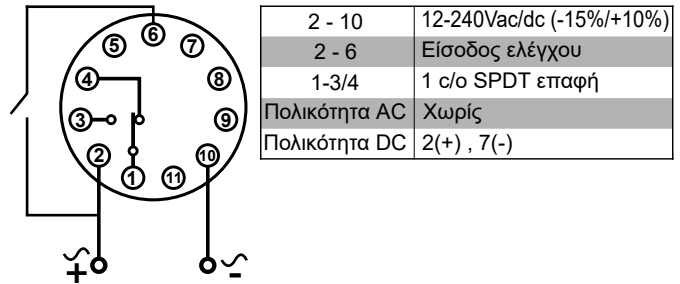 6
5
7
4
8
3
9
2
10
1
11
+
-
2 - 10 12-240Vac/dc (-15%/+10%)
2 - 6 Είσοδος ελέγχου
1-3/4 1 c/o SPDT επαφή
Πολικότητα AC Χωρίς
Πολικότητα DC 2(+) , 7(-)